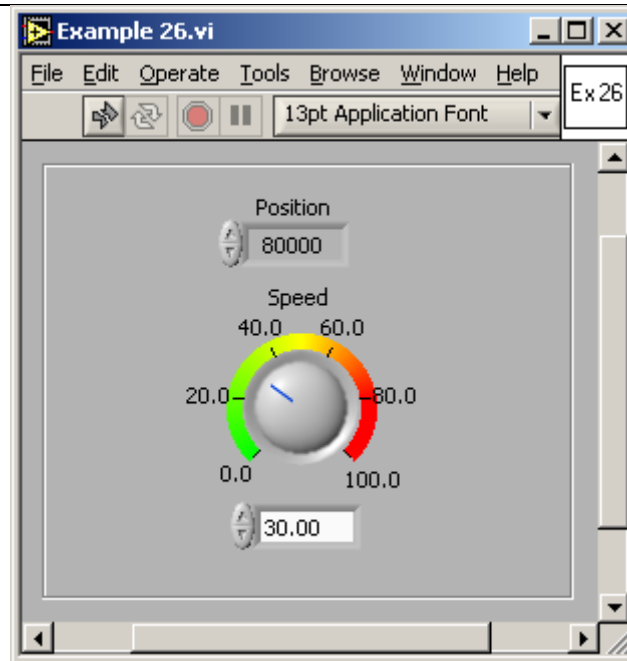 Example 26.vi
File Edit Operate Tools Browse Window Help
Ex 26
13pt Application Font
Position
80000
Speed
40.0 60.0
20.0 80.0
0.0 100.0
30.00